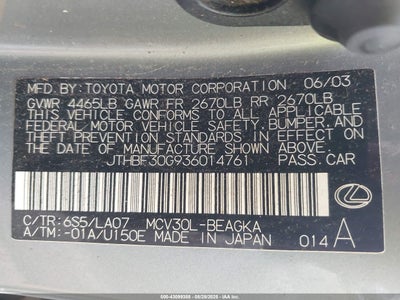 MFD. BY: TOYOTA MOTOR CORPORATION 06/03
GVWR 4465LB GAWR FR 2670LB RR 2670LB
THIS VEHICLE CONFORMS TO ALL APPLICABLE
FEDERAL MOTOR VEHICLE SAFETY, BUMPER, AND
THEFT PREVENTION STANDARDS IN EFFECT ON
THE DATE OF MANUFACTURE SHOWN ABOVE.
JTHBF30G936014761 PASS. CAR
C/TR: 6S5/LA07 MCV30L-BEAGKA
A/TM: -01A/U150E MADE IN JAPAN 014 A